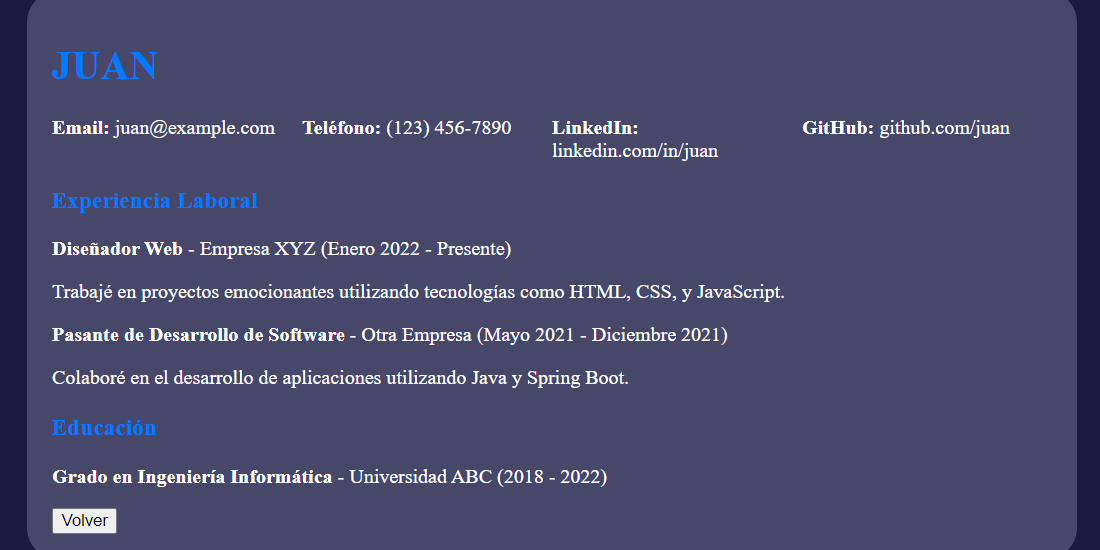 JUAN
Email: juan@example.com
Teléfono: (123) 456-7890
LinkedIn:
linkedin.com/in/juan
GitHub: github.com/juan
Experiencia Laboral
Diseñador Web - Empresa XYZ (Enero 2022 - Presente)
Trabajé en proyectos emocionantes utilizando tecnologías como HTML, CSS, y JavaScript.
Pasante de Desarrollo de Software - Otra Empresa (Mayo 2021 - Diciembre 2021)
Colaboré en el desarrollo de aplicaciones utilizando Java y Spring Boot.
Educación
Grado en Ingeniería Informática - Universidad ABC (2018 - 2022)
Volver